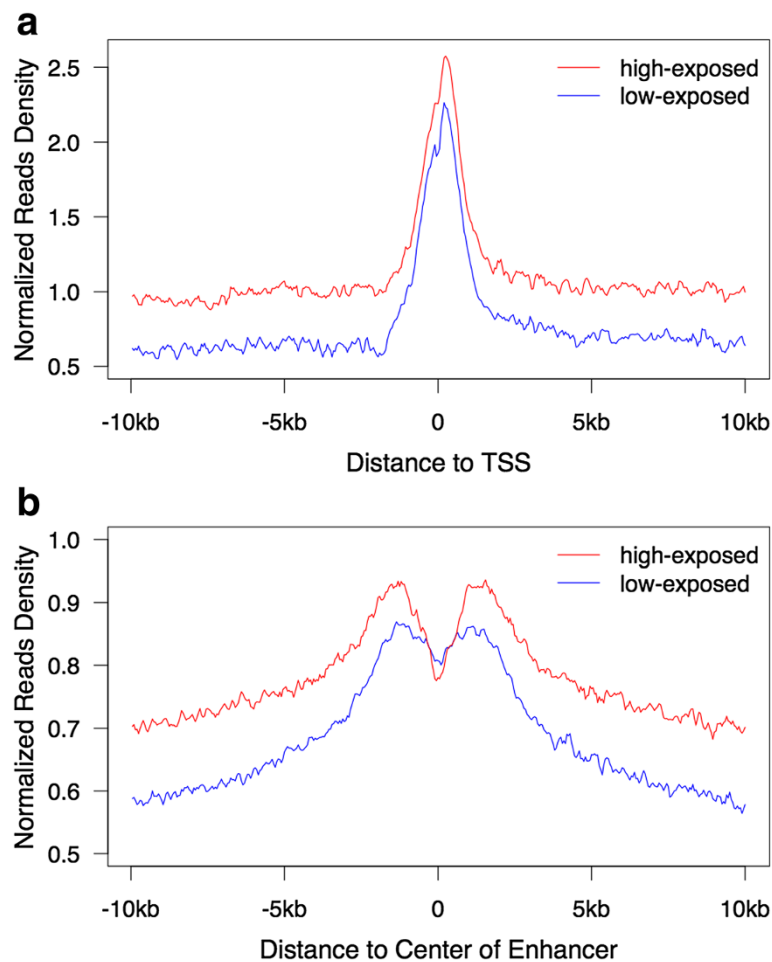 a
Normalized Reads Density
2.5
2.0
1.5
1.0
0.5
high-exposed
low-exposed
-10kb -5kb 0 5kb 10kb
Distance to TSS
b
Normalized Reads Density
1.0
0.9
0.8
0.7
0.6
0.5
high-exposed
low-exposed
-10kb -5kb 0 5kb 10kb
Distance to Center of Enhancer